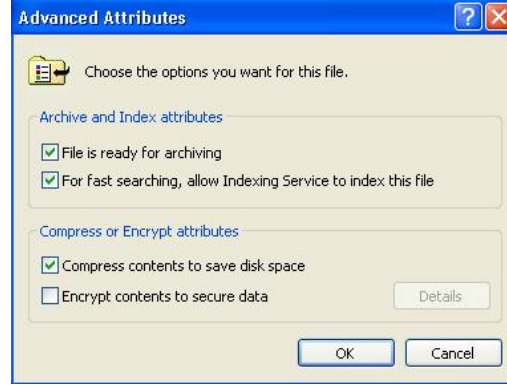 Advanced Attributes
Choose the options you want for this file.
Archive and Index attributes
File is ready for archiving
For fast searching, allow Indexing Service to index this file
Compress or Encrypt attributes
Compress contents to save disk space
Encrypt contents to secure data
Details
OK
Cancel